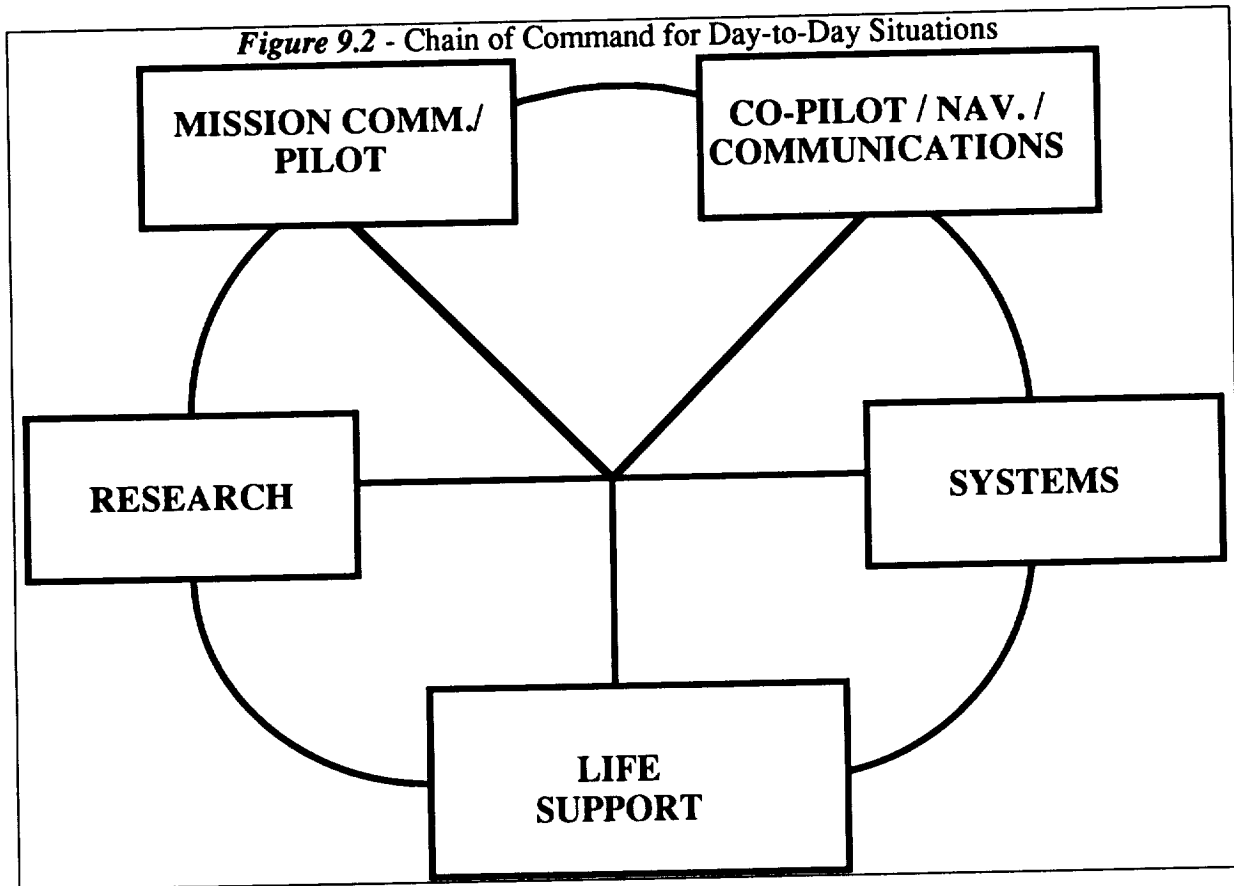 Figure 9.2 - Chain of Command for Day-to-Day Situations
MISSION COMM./
PILOT
CO-PILOT / NAV. /
COMMUNICATIONS
RESEARCH
SYSTEMS
LIFE
SUPPORT